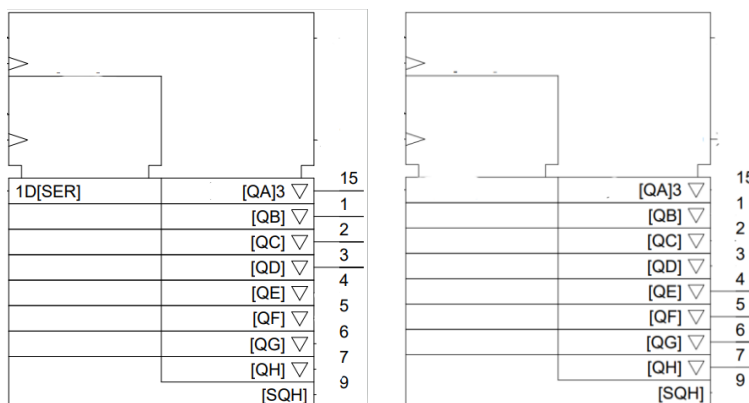 15
1D[SER] [QA]3
1
[QB]
2
[QC]
3
[QD]
4
[QE]
5
[QF]
6
[QG]
7
[QH]
9
[SQH]
15
[QA]3
1
[QB]
2
[QC]
3
[QD]
4
[QE]
5
[QF]
6
[QG]
7
[QH]
9
[SQH]